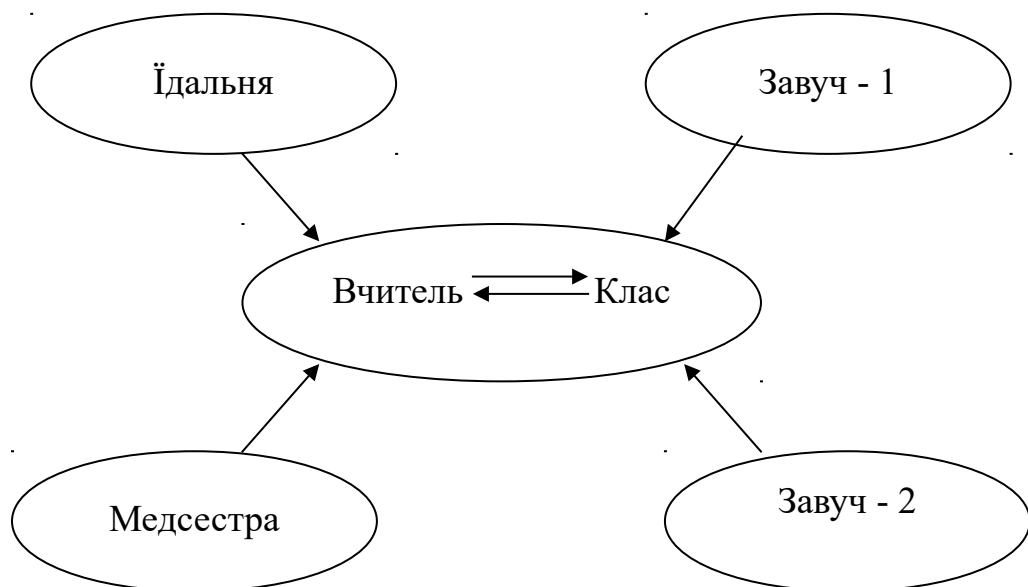 Їдальня
Завуч - 1
Вчитель Клас
Медсестра
Завуч - 2